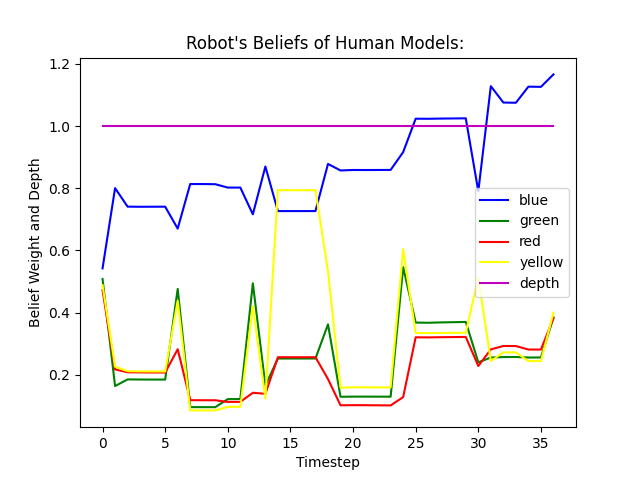 Robot's Beliefs of Human Models:
Belief Weight and Depth
1.2
1.0
0.8
0.6
0.4
0.2
blue
green
red
yellow
depth
0 5 10 15 20 25 30 35
Timestep